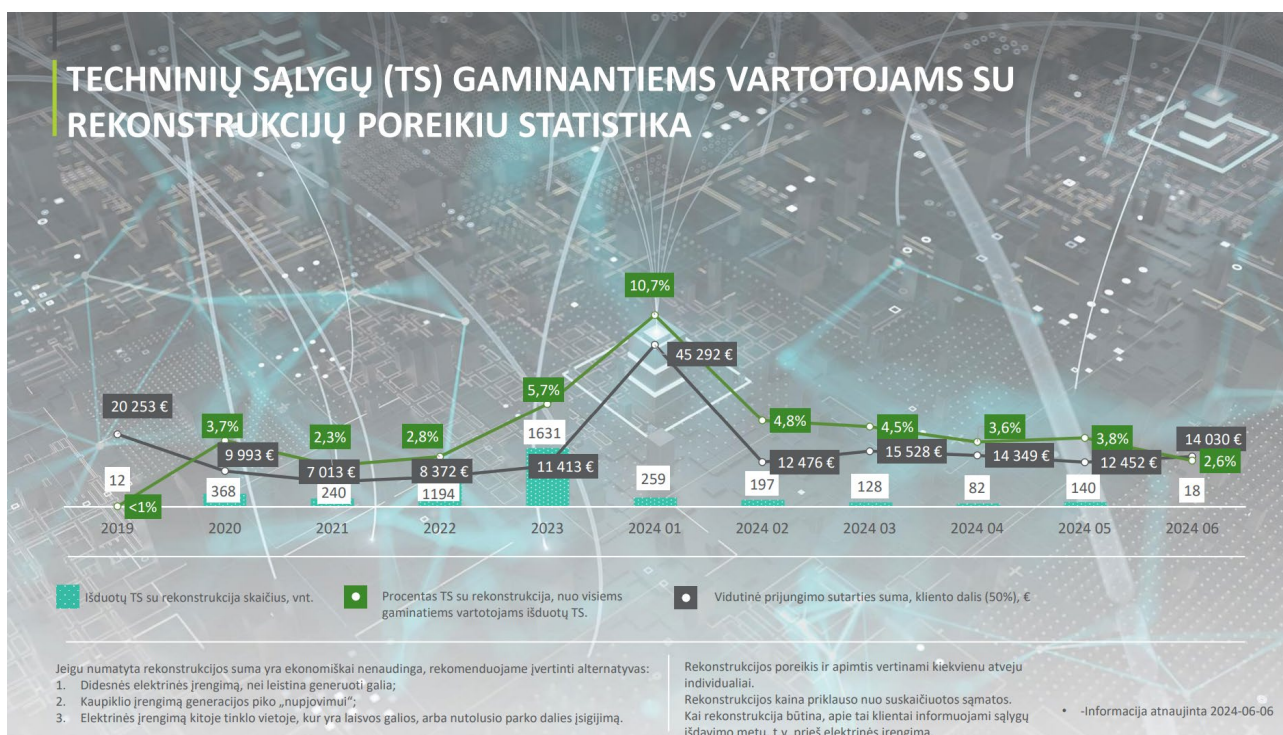 TECHNINIŲ SĄLYGŲ (TS) GAMINANTIEMS VARTOTOJAMS SU
REKONSTRUKCIJŲ POREIKIU STATISTIKA
10,7%
45 292 €
5,7%
20 253 €
3,7%
2,3%
2,8%
1631
4,8%
4,5%
3,6%
3,8%
14 030 €
9 993 €
7 013 €
8 372 €
11 413 €
12 476 €
15 528 €
14 349 €
12 452 €
2,6%
12
368
240
1194
259
197
128
82
140
18
<1%
2019 2020 2021 2022 2023 2024 01 2024 02 2024 03 2024 04 2024 05 2024 06
Išduotų TS su rekonstrukcija skaičius, vnt.
Procentas TS su rekonstrukcija, nuo visiems
gaminatiems vartotojams išduotų TS.
Vidutinė prijungimo sutarties suma, kliento dalis (50%), €
Jeigu numatyta rekonstrukcijos suma yra ekonomiškai nenaudinga, rekomenduojame įvertinti alternatyvas:
1. Didesnės elektrinės įrengimą, nei leistina generuoti galia;
2. Kaupiklio įrengimą generacijos piko „nupjovimui“;
3. Elektrinės įrengimą kitoje tinklo vietoje, kur yra laisvos galios, arba nutolusio parko dalies įsigijimą.
Rekonstrukcijos poreikis ir apimtis vertinami kiekvienu atveju
individualiai.
Rekonstrukcijos kaina priklauso nuo suskaičiuotos sąmatos.
Kai rekonstrukcija būtina, apie tai klientai informuojami sąlygų
išdavimo metu, t.y. prieš elektrinės įrengimą.
• -Informacija atnaujinta 2024-06-06